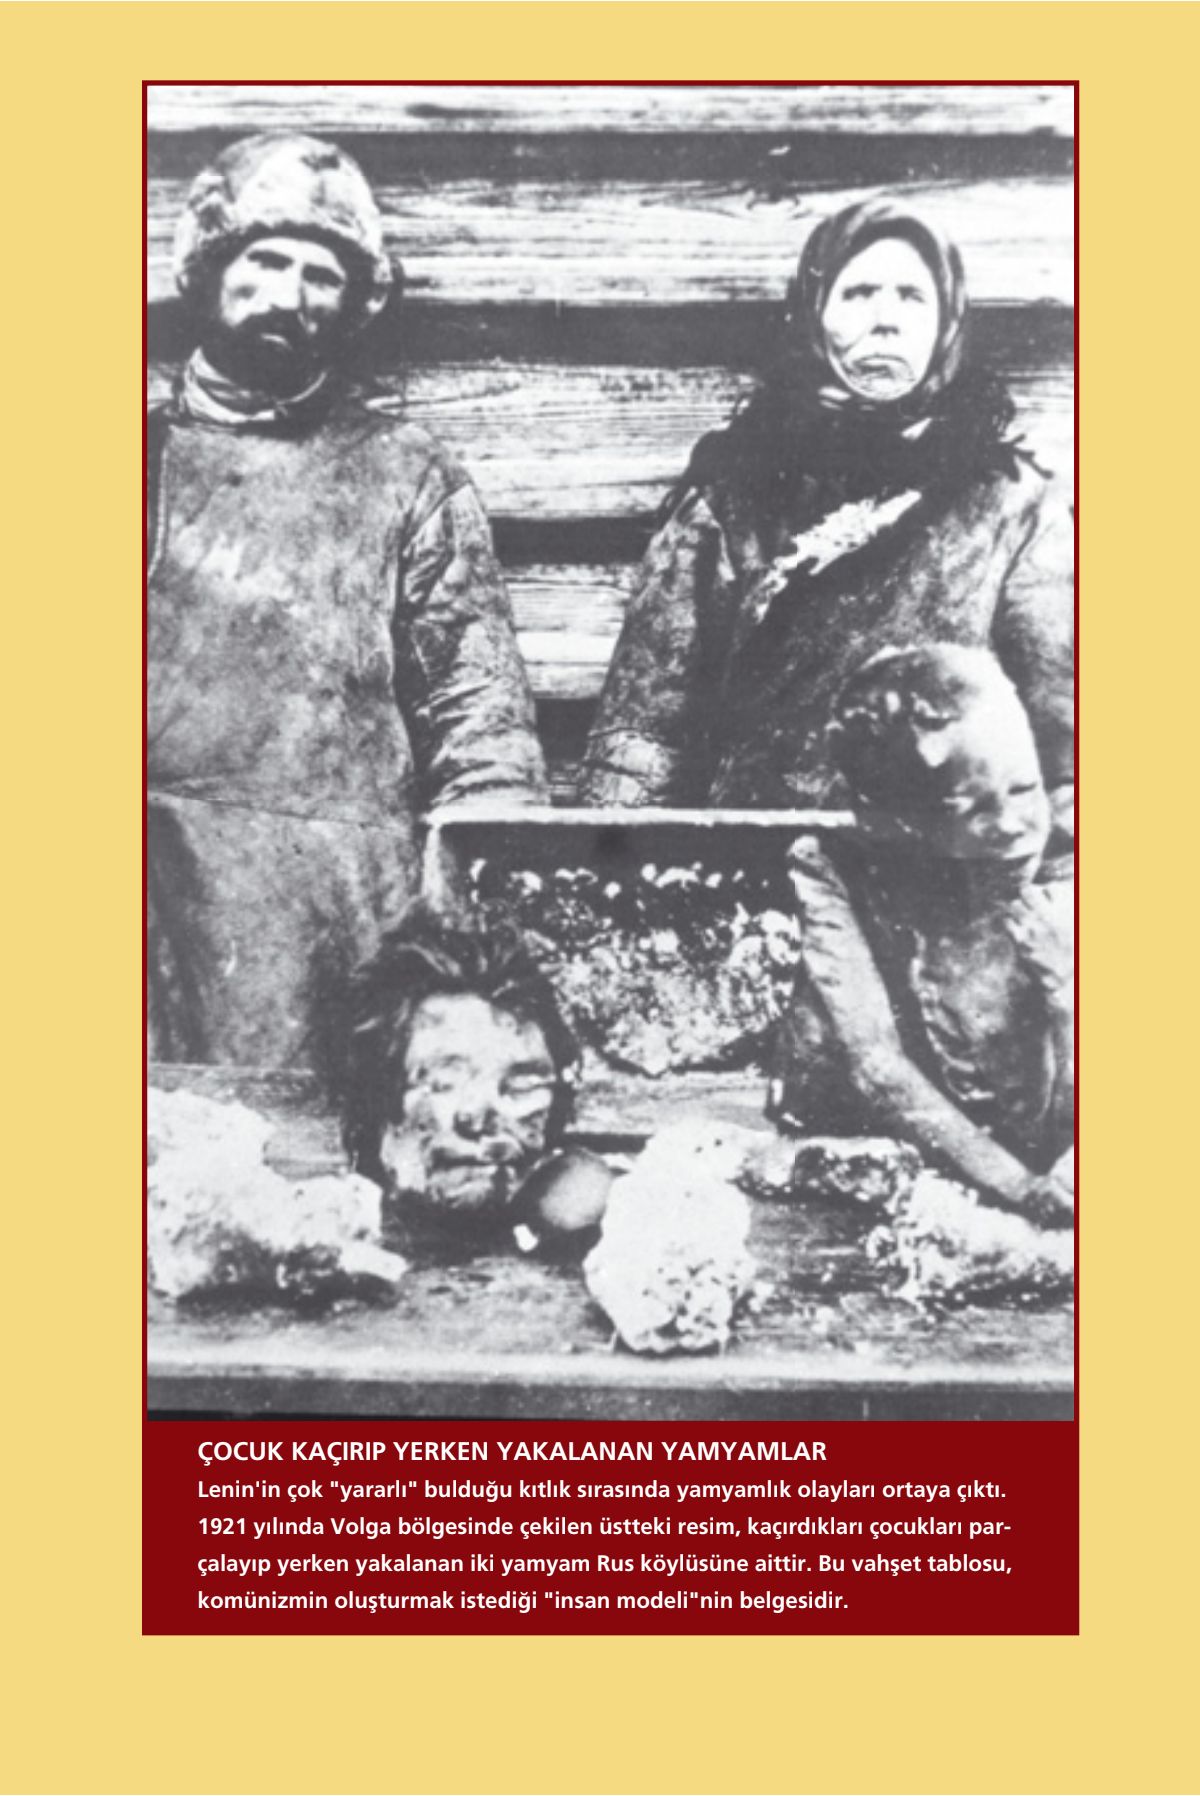 ÇOCUK KAÇIRIP YERKEN YAKALANAN YAMYAMLAR
Lenin'in çok "yararlı" bulduğu kıtlık sırasında yamyamlık olayları ortaya çıktı.
1921 yılında Volga bölgesinde çekilen üstteki resim, kaçırdıkları çocukları par-
çalayıp yerken yakalanan iki yamyam Rus köylüsüne aittir. Bu vahşet tablosu,
komünizmin oluşturmak istediği "insan modeli"nin belgesidir.